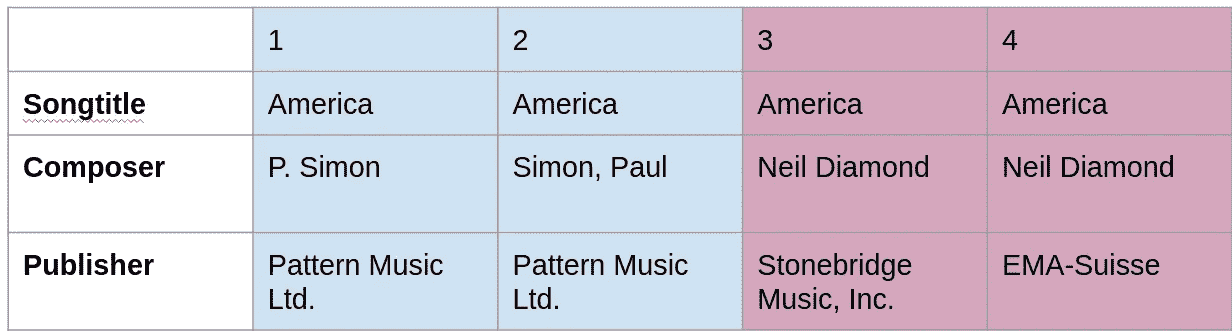 1 2 3 4
Songtitle America America America America
Composer P. Simon Simon, Paul Neil Diamond Neil Diamond
Publisher Pattern Music Ltd. Pattern Music Ltd. Stonebridge Music, Inc. EMA-Suisse